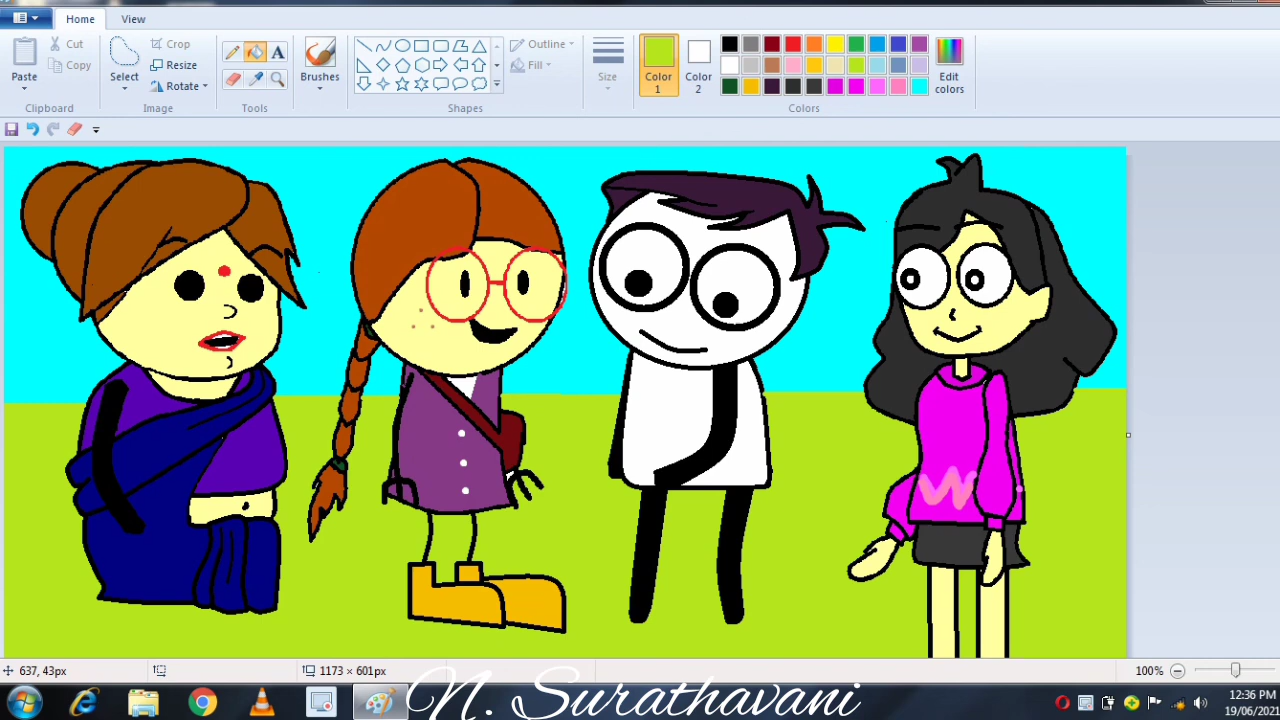 Home View
Cut
Copy
Paste
Clipboard
Select
Crop
Resize
Rotate
Image
A
Tools
Brushes
Outline
Fill
Shapes
Size
Color 1
Color 2
Edit colors
Colors
W
637, 43px
1173 × 601px
100%
N. Surathavani
12:36 PM
19/06/2021